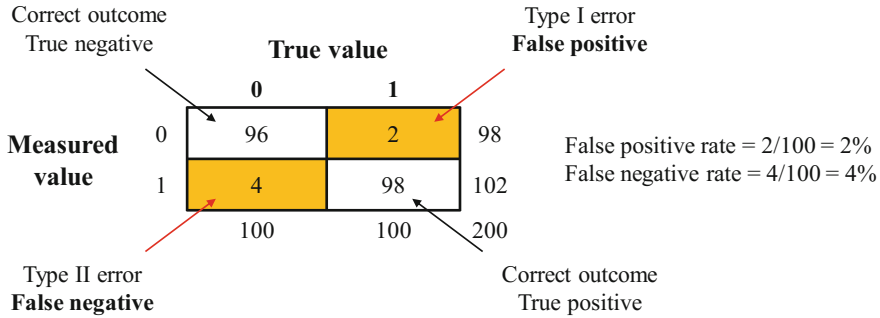 Correct outcome
True negative
Type I error
False positive
True value
0 1
Measured
value
0 96 2 98
1 4 98 102
100 100 200
False positive rate = 2/100 = 2%
False negative rate = 4/100 = 4%
Type II error
False negative
Correct outcome
True positive